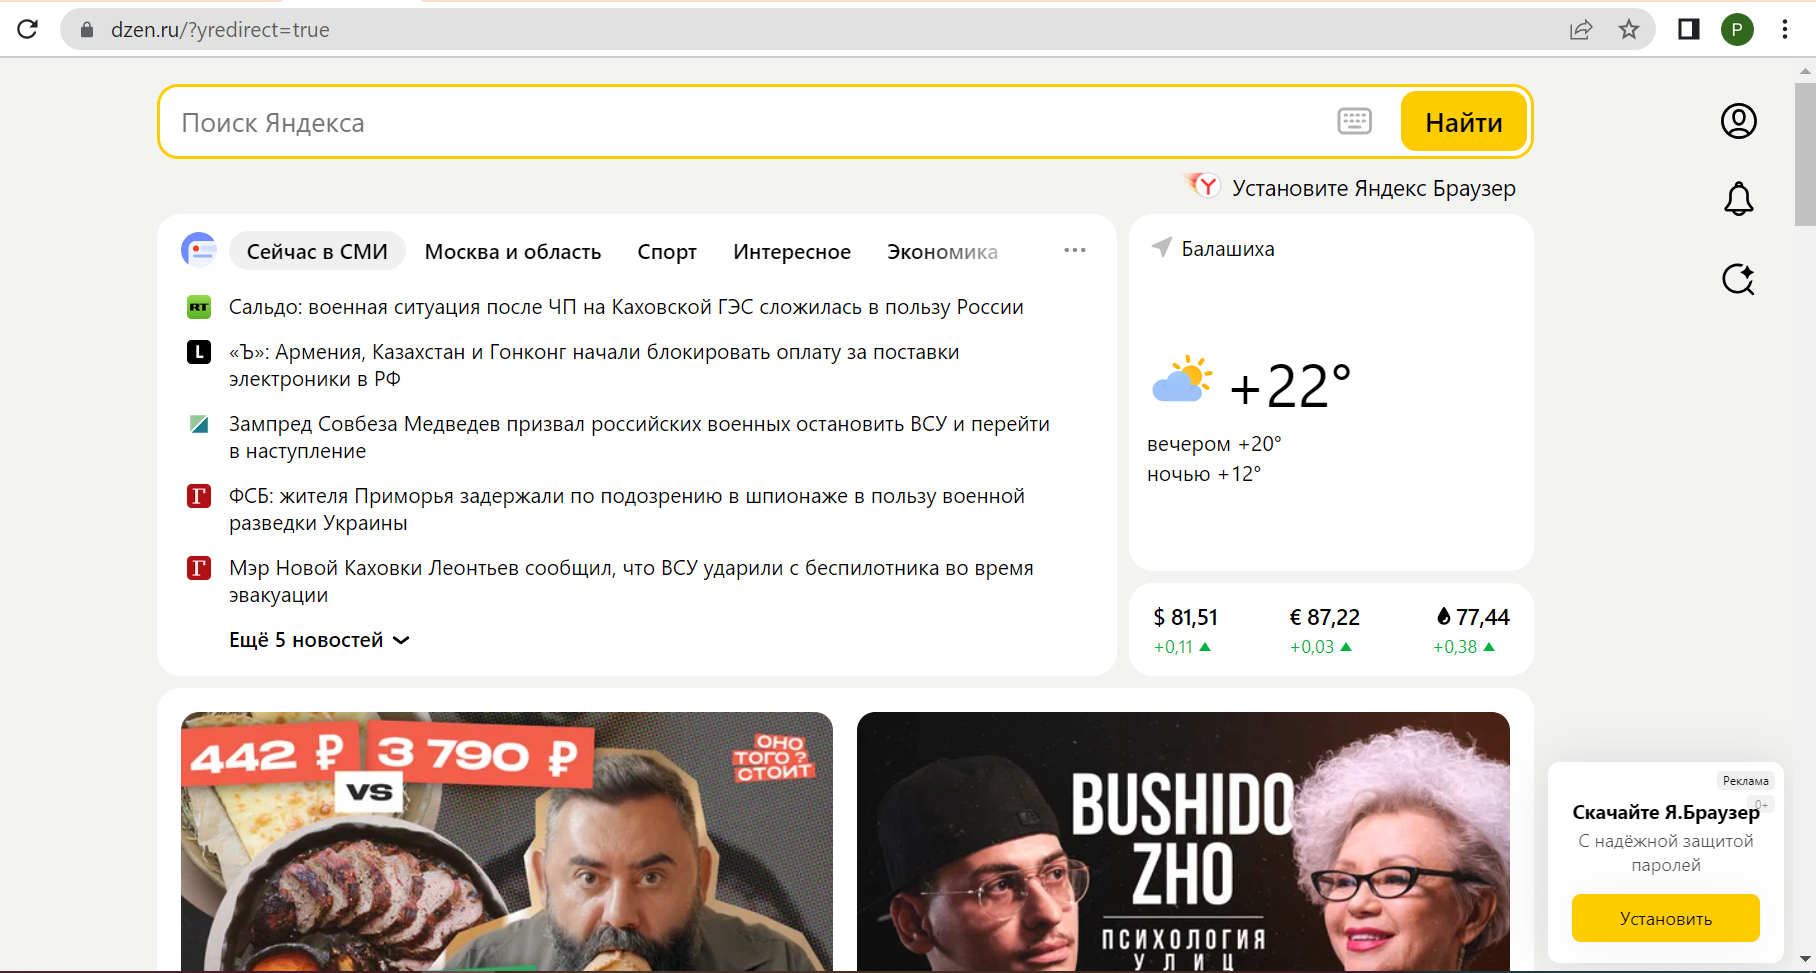 dzen.ru/?yredirect=true
P
Поиск Яндекса
Найти
Y
Установите Яндекс Браузер
Сейчас в СМИ
Москва и область
Спорт
Интересное
Экономика
RT
Сальдо: военная ситуация после ЧП на Каховской ГЭС сложилась в пользу России
L
«Ъ»: Армения, Казахстан и Гонконг начали блокировать оплату за поставки
электроники в РФ
Зампред Совбеза Медведев призвал российских военных остановить ВСУ и перейти
в наступление
Г
ФСБ: жителя Приморья задержали по подозрению в шпионаже в пользу военной
разведки Украины
Г
Мэр Новой Каховки Леонтьев сообщил, что ВСУ ударили с беспилотника во время
эвакуации
Ещё 5 новостей
Балашиха
+22°
вечером +20°
ночью +12°
$ 81,51
€ 87,22
77,44
+0,11
+0,03
+0,38
442 ₽
3 790 ₽
vs
ОНО
ТОГО ?
СТОИТ
BUSHIDO
ZHO
ПСИХОЛОГИЯ
УЛИЦ
Реклама
0+
Скачайте Я.Браузер
С надёжной защитой
паролей
Установить